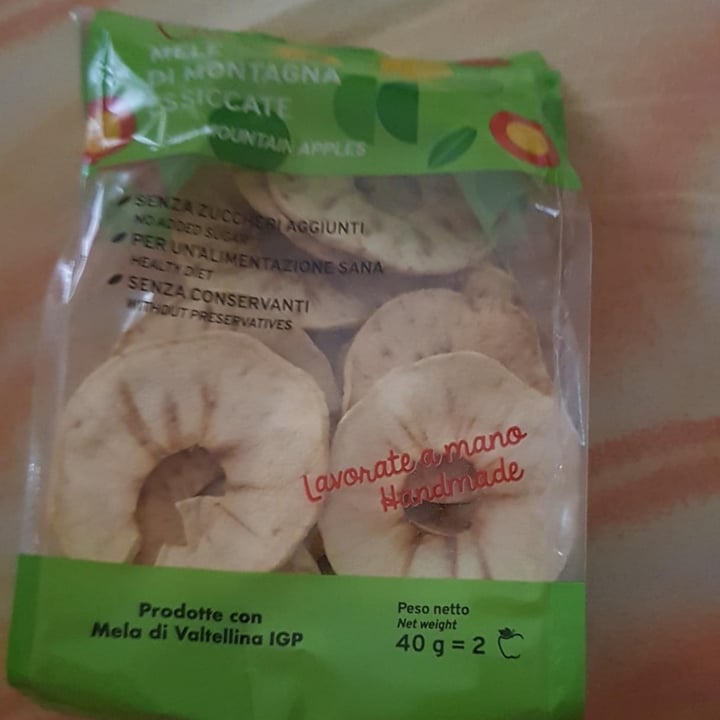 MELE
DI MONTAGNA
ESSICCATE
MOUNTAIN APPLES
SENZA ZUCCHERI AGGIUNTI
NO ADDED SUGAR
PER UN'ALIMENTAZIONE SANA
HEALTY DIET
SENZA CONSERVANTI
WITHOUT PRESERVATIVES
Lavorate a mano
Handmade
Prodotte con
Mela di Valtellina IGP
Peso netto
Net weight
40 g = 2